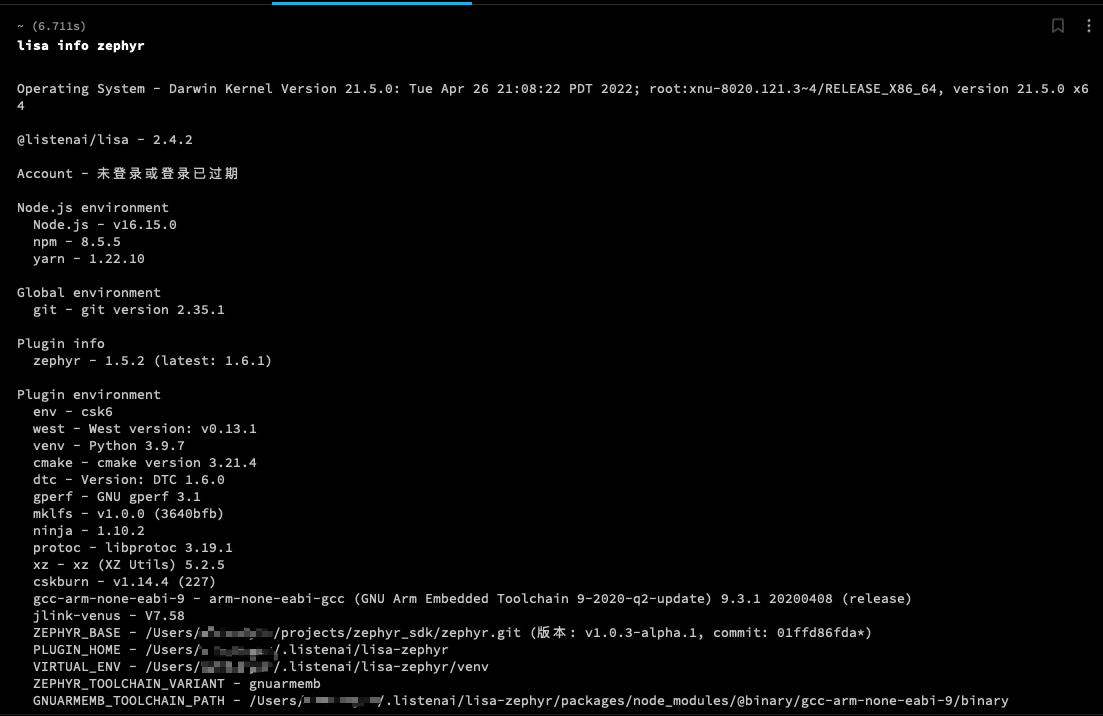 ~ (6.711s)
lisa info zephyr
Operating System - Darwin Kernel Version 21.5.0: Tue Apr 26 21:08:22 PDT 2022; root:xnu-8020.121.3~4/RELEASE_X86_64, version 21.5.0 x6
4
@listenai/lisa - 2.4.2
Account - 未登录或登录已过期
Node.js environment
Node.js - v16.15.0
npm - 8.5.5
yarn - 1.22.10
Global environment
git - git version 2.35.1
Plugin info
zephyr - 1.5.2 (latest: 1.6.1)
Plugin environment
env - csk6
west - West version: v0.13.1
venv - Python 3.9.7
cmake - cmake version 3.21.4
dtc - Version: DTC 1.6.0
gperf - GNU gperf 3.1
mklfs - v1.0.0 (3640bfb)
ninja - 1.10.2
protoc - libprotoc 3.19.1
xz - xz (XZ Utils) 5.2.5
cskburn - v1.14.4 (227)
gcc-arm-none-eabi-9 - arm-none-eabi-gcc (GNU Arm Embedded Toolchain 9-2020-q2-update) 9.3.1 20200408 (release)
jlink-venus - V7.58
ZEPHYR_BASE - /Users/ /projects/zephyr_sdk/zephyr.git (版本: v1.0.3-alpha.1, commit: 01ffd86fda*)
PLUGIN_HOME - /Users/ /.listenai/lisa-zephyr
VIRTUAL_ENV - /Users/ /.listenai/lisa-zephyr/venv
ZEPHYR_TOOLCHAIN_VARIANT - gnuarmemb
GNUARMEMB_TOOLCHAIN_PATH - /Users/ /.listenai/lisa-zephyr/packages/node_modules/@binary/gcc-arm-none-eabi-9/binary